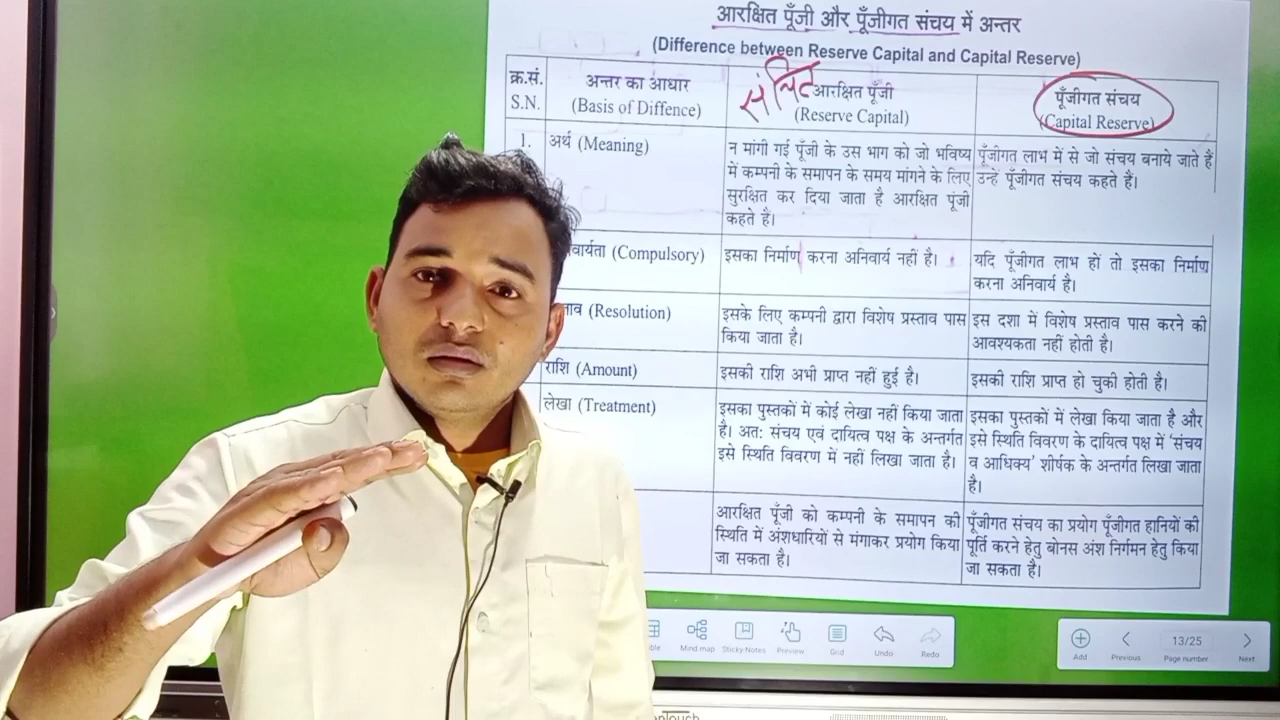 आरक्षित पूँजी और पूँजीगत संचय में अन्तर
(Difference between Reserve Capital and Capital Reserve)
क्र.सं.
S.N.
अन्तर का आधार
(Basis of Diffence)
संचित आरक्षित पूँजी
(Reserve Capital)
पूँजीगत संचय
(Capital Reserve)
1.
अर्थ (Meaning)
न मांगी गई पूँजी के उस भाग को जो भविष्य
में कम्पनी के समापन के समय मांगने के लिए
सुरक्षित कर दिया जाता है आरक्षित पूंजी
कहते हैं।
पूँजीगत लाभ में से जो संचय बनाये जाते हैं
उन्हें पूँजीगत संचय कहते हैं।
वार्यता (Compulsory)
इसका निर्माण करना अनिवार्य नहीं है।
यदि पूँजीगत लाभ हों तो इसका निर्माण
करना अनिवार्य है।
ताव (Resolution)
इसके लिए कम्पनी द्वारा विशेष प्रस्ताव पास
किया जाता है।
इस दशा में विशेष प्रस्ताव पास करने की
आवश्यकता नहीं होती है।
राशि (Amount)
इसकी राशि अभी प्राप्त नहीं हुई है।
इसकी राशि प्राप्त हो चुकी होती है।
लेखा (Treatment)
इसका पुस्तकों में कोई लेखा नहीं किया जाता
है। अत: संचय एवं दायित्व पक्ष के अन्तर्गत
इसे स्थिति विवरण में नहीं लिखा जाता है।
इसका पुस्तकों में लेखा किया जाता है और
इसे स्थिति विवरण के दायित्व पक्ष में 'संचय
व आधिक्य' शीर्षक के अन्तर्गत लिखा जाता
है।
आरक्षित पूँजी को कम्पनी के समापन की
स्थिति में अंशधारियों से मंगाकर प्रयोग किया
जा सकता है।
पूँजीगत संचय का प्रयोग पूँजीगत हानियों की
पूर्ति करने हेतु बोनस अंश निर्गमन हेतु किया
जा सकता है।
ble
Mind map
Sticky Notes
Preview
Grid
Undo
Redo
Add
Previous
13/25
Page number
Next